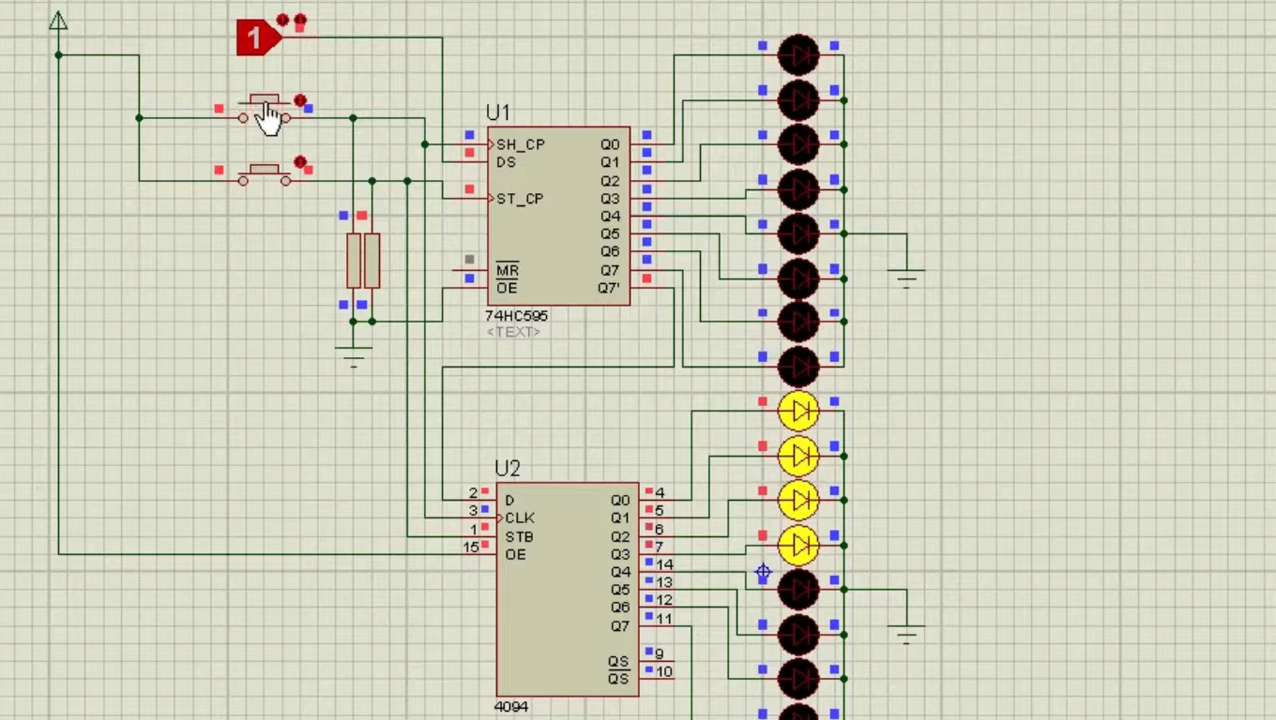 1
U1
SH_CP
DS
ST_CP
MR
OE
Q0
Q1
Q2
Q3
Q4
Q5
Q6
Q7
Q7'
74HC595
<TEXT>
U2
2 D
3 CLK
1 STB
15 OE
Q0 4
Q1 5
Q2 6
Q3 7
Q4 14
Q5 13
Q6 12
Q7 11
QS 9
QS 10
4094